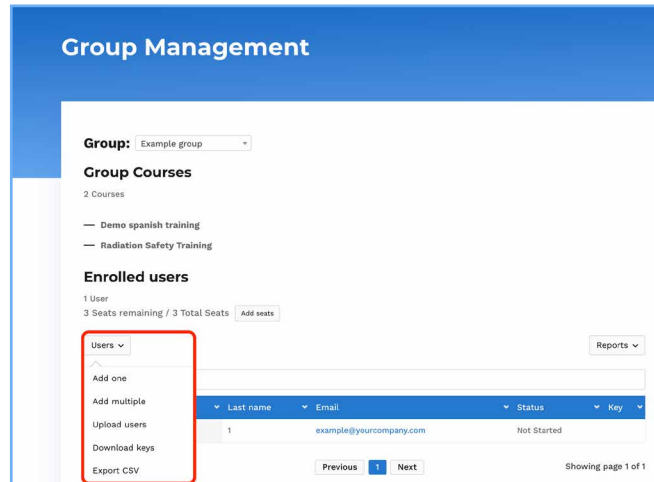 Group Management
Group: Example group
Group Courses
2 Courses
— Demo spanish training
— Radiation Safety Training
Enrolled users
1 User
3 Seats remaining / 3 Total Seats Add seats
Users Reports
Add one
Add multiple
Upload users
Download keys
Export CSV
Last name Email Status Key
1 example@yourcompany.com Not Started
Previous 1 Next Showing page 1 of 1